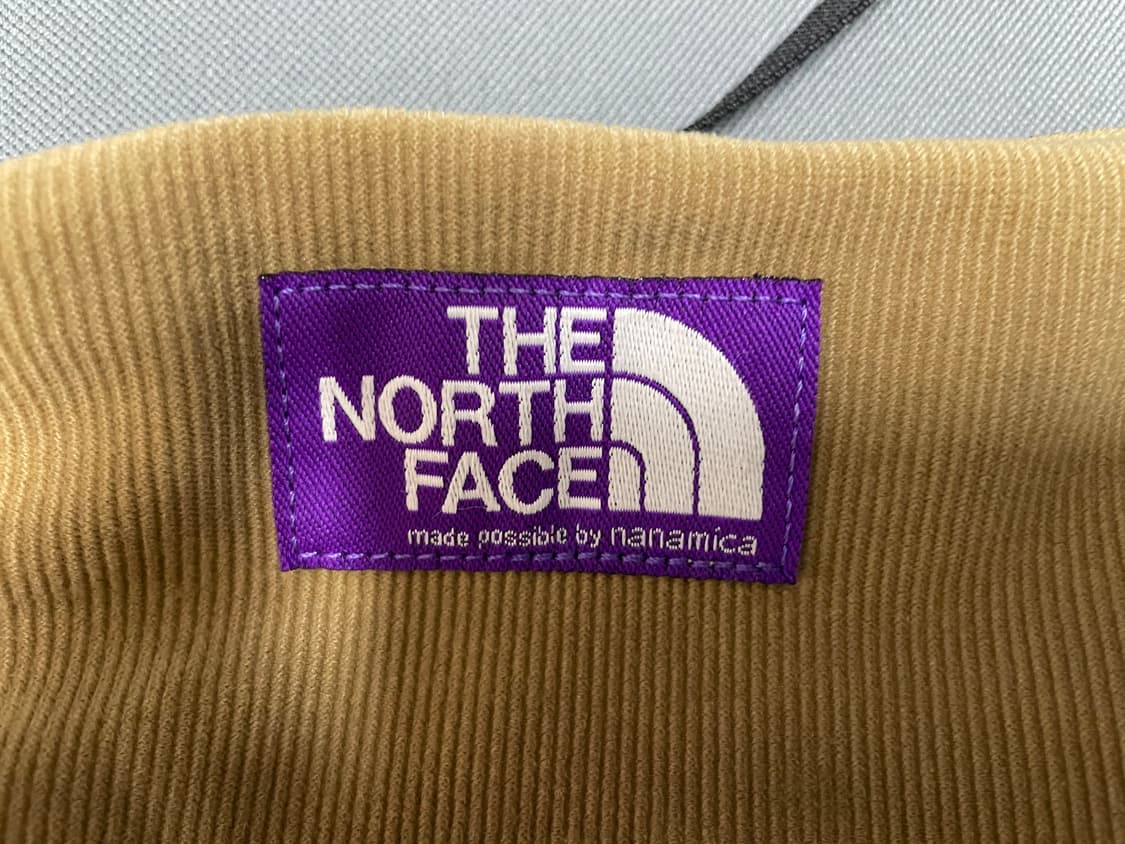 THE
NORTH
FACE
made possible by nanamica